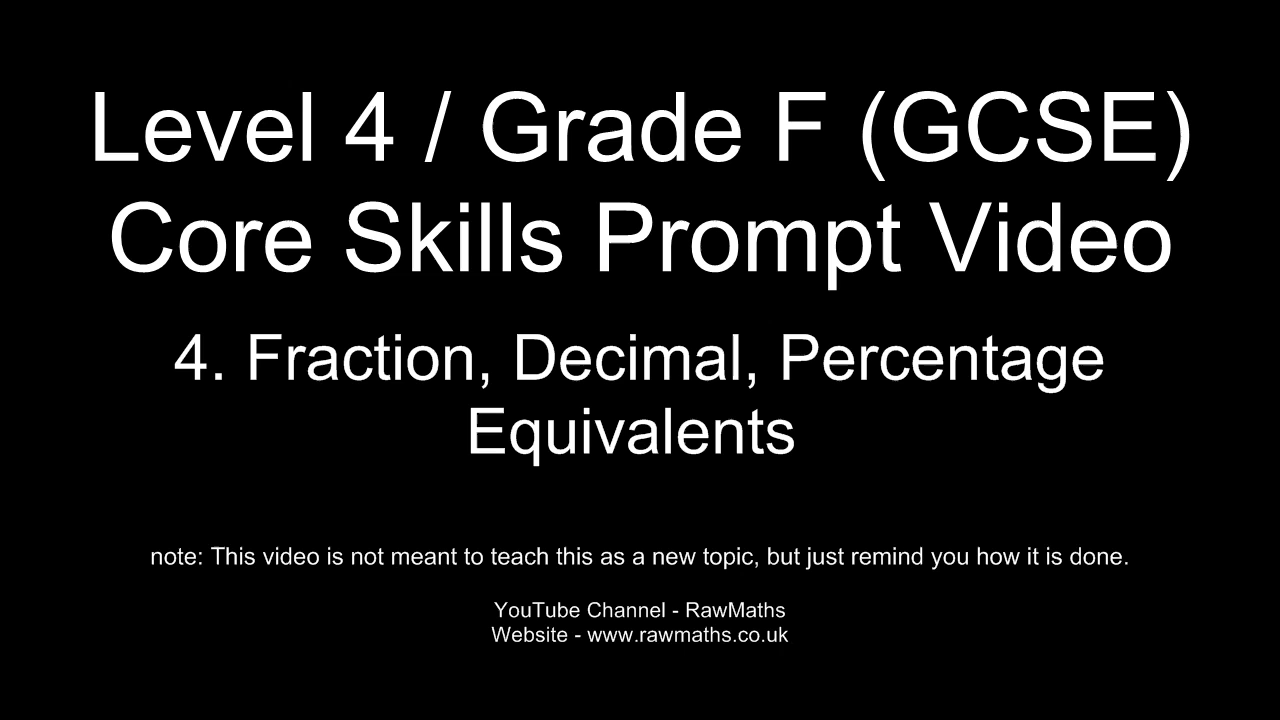 Level 4 / Grade F (GCSE)
Core Skills Prompt Video
4. Fraction, Decimal, Percentage
Equivalents
note: This video is not meant to teach this as a new topic, but just remind you how it is done.
YouTube Channel - RawMaths
Website - www.rawmaths.co.uk